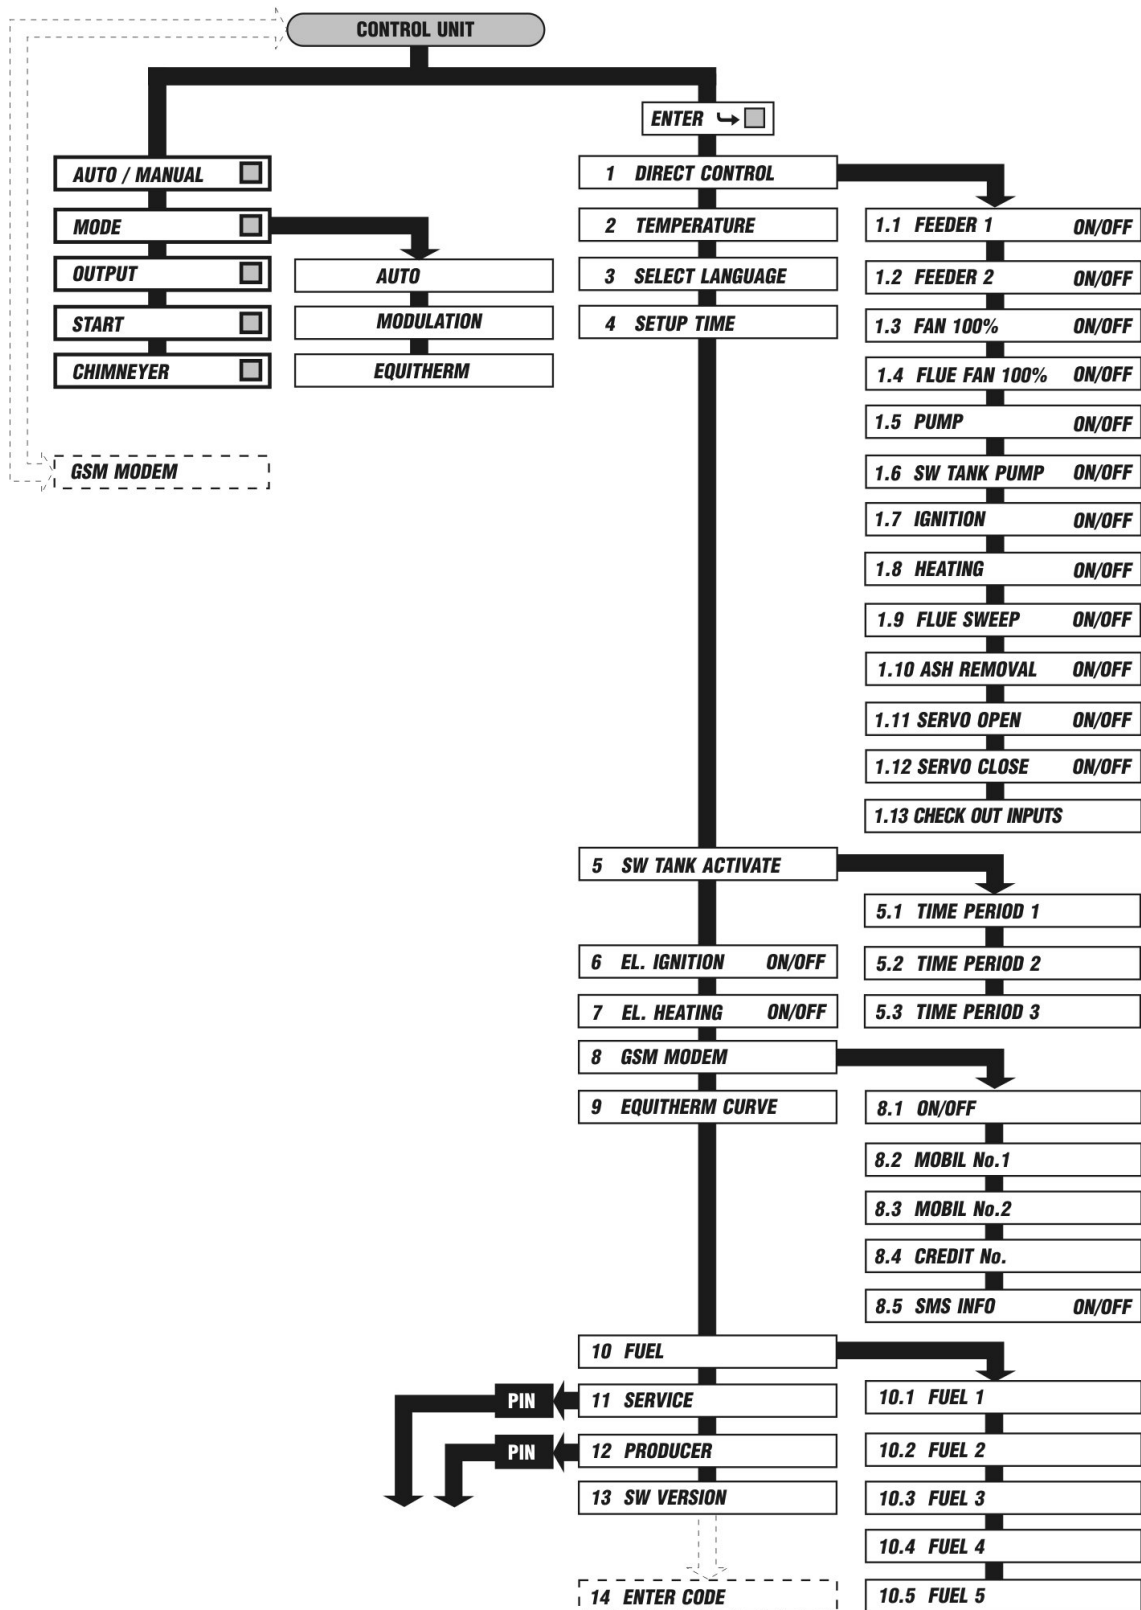 CONTROL UNIT
ENTER
AUTO / MANUAL
MODE
OUTPUT
START
CHIMNEYER
AUTO
MODULATION
EQUITHERM
GSM MODEM
1 DIRECT CONTROL
2 TEMPERATURE
3 SELECT LANGUAGE
4 SETUP TIME
1.1 FEEDER 1 ON/OFF
1.2 FEEDER 2 ON/OFF
1.3 FAN 100% ON/OFF
1.4 FLUE FAN 100% ON/OFF
1.5 PUMP ON/OFF
1.6 SW TANK PUMP ON/OFF
1.7 IGNITION ON/OFF
1.8 HEATING ON/OFF
1.9 FLUE SWEEP ON/OFF
1.10 ASH REMOVAL ON/OFF
1.11 SERVO OPEN ON/OFF
1.12 SERVO CLOSE ON/OFF
1.13 CHECK OUT INPUTS
5 SW TANK ACTIVATE
5.1 TIME PERIOD 1
5.2 TIME PERIOD 2
5.3 TIME PERIOD 3
6 EL. IGNITION ON/OFF
7 EL. HEATING ON/OFF
8 GSM MODEM
9 EQUITHERM CURVE
8.1 ON/OFF
8.2 MOBIL No.1
8.3 MOBIL No.2
8.4 CREDIT No.
8.5 SMS INFO ON/OFF
10 FUEL
PIN
11 SERVICE
PIN
12 PRODUCER
13 SW VERSION
14 ENTER CODE
10.1 FUEL 1
10.2 FUEL 2
10.3 FUEL 3
10.4 FUEL 4
10.5 FUEL 5